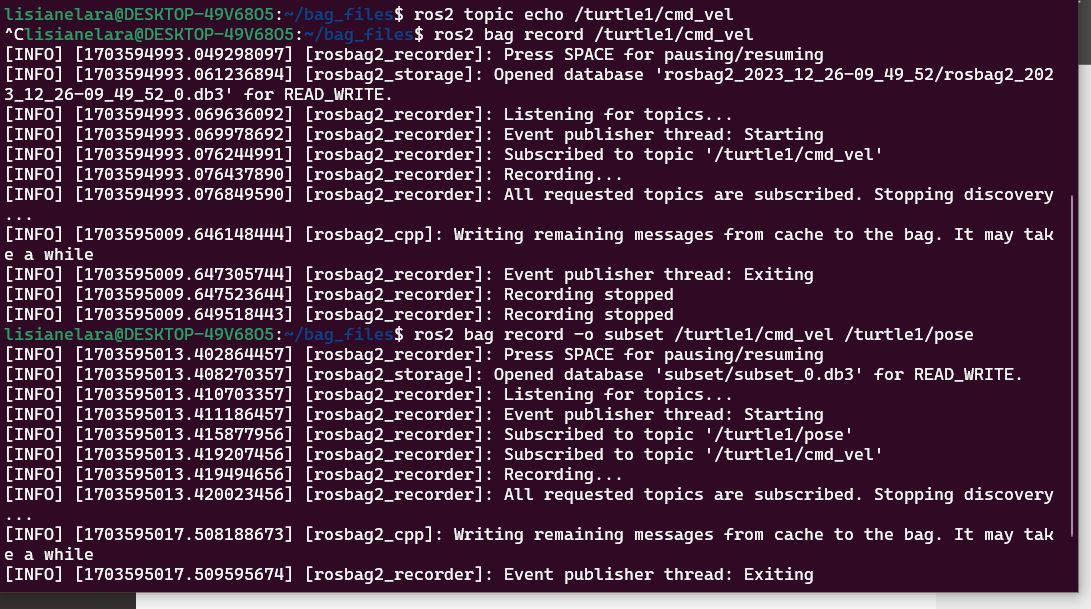 lisianelara@DESKTOP-49V68O5:~/bag_files$ ros2 topic echo /turtle1/cmd_vel
^Clisianelara@DESKTOP-49V68O5:~/bag_files$ ros2 bag record /turtle1/cmd_vel
[INFO] [1703594993.049298097] [rosbag2_recorder]: Press SPACE for pausing/resuming
[INFO] [1703594993.061236894] [rosbag2_storage]: Opened database 'rosbag2_2023_12_26-09_49_52/rosbag2_202
3_12_26-09_49_52_0.db3' for READ_WRITE.
[INFO] [1703594993.069636092] [rosbag2_recorder]: Listening for topics...
[INFO] [1703594993.069978692] [rosbag2_recorder]: Event publisher thread: Starting
[INFO] [1703594993.076244991] [rosbag2_recorder]: Subscribed to topic '/turtle1/cmd_vel'
[INFO] [1703594993.076437890] [rosbag2_recorder]: Recording...
[INFO] [1703594993.076849590] [rosbag2_recorder]: All requested topics are subscribed. Stopping discovery
...
[INFO] [1703595009.646148444] [rosbag2_cpp]: Writing remaining messages from cache to the bag. It may tak
e a while
[INFO] [1703595009.647305744] [rosbag2_recorder]: Event publisher thread: Exiting
[INFO] [1703595009.647523644] [rosbag2_recorder]: Recording stopped
[INFO] [1703595009.649518443] [rosbag2_recorder]: Recording stopped
lisianelara@DESKTOP-49V68O5:~/bag_files$ ros2 bag record -o subset /turtle1/cmd_vel /turtle1/pose
[INFO] [1703595013.402864457] [rosbag2_recorder]: Press SPACE for pausing/resuming
[INFO] [1703595013.408270357] [rosbag2_storage]: Opened database 'subset/subset_0.db3' for READ_WRITE.
[INFO] [1703595013.410703357] [rosbag2_recorder]: Listening for topics...
[INFO] [1703595013.411186457] [rosbag2_recorder]: Event publisher thread: Starting
[INFO] [1703595013.415877956] [rosbag2_recorder]: Subscribed to topic '/turtle1/pose'
[INFO] [1703595013.419207456] [rosbag2_recorder]: Subscribed to topic '/turtle1/cmd_vel'
[INFO] [1703595013.419494656] [rosbag2_recorder]: Recording...
[INFO] [1703595013.420023456] [rosbag2_recorder]: All requested topics are subscribed. Stopping discovery
...
[INFO] [1703595017.508188673] [rosbag2_cpp]: Writing remaining messages from cache to the bag. It may tak
e a while
[INFO] [1703595017.509595674] [rosbag2_recorder]: Event publisher thread: Exiting